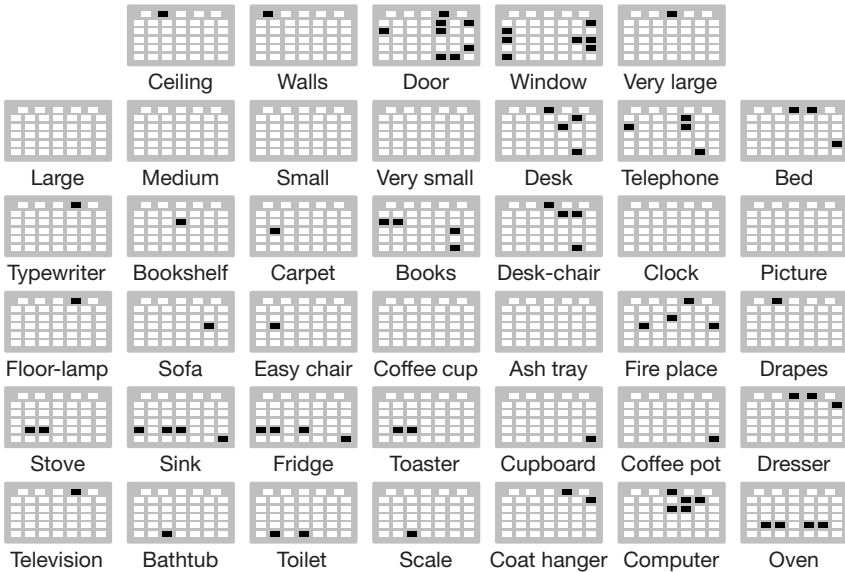 Ceiling Walls Door Window Very large
Large Medium Small Very small Desk Telephone Bed
Typewriter Bookshelf Carpet Books Desk-chair Clock Picture
Floor-lamp Sofa Easy chair Coffee cup Ash tray Fire place Drapes
Stove Sink Fridge Toaster Cupboard Coffee pot Dresser
Television Bathtub Toilet Scale Coat hanger Computer Oven